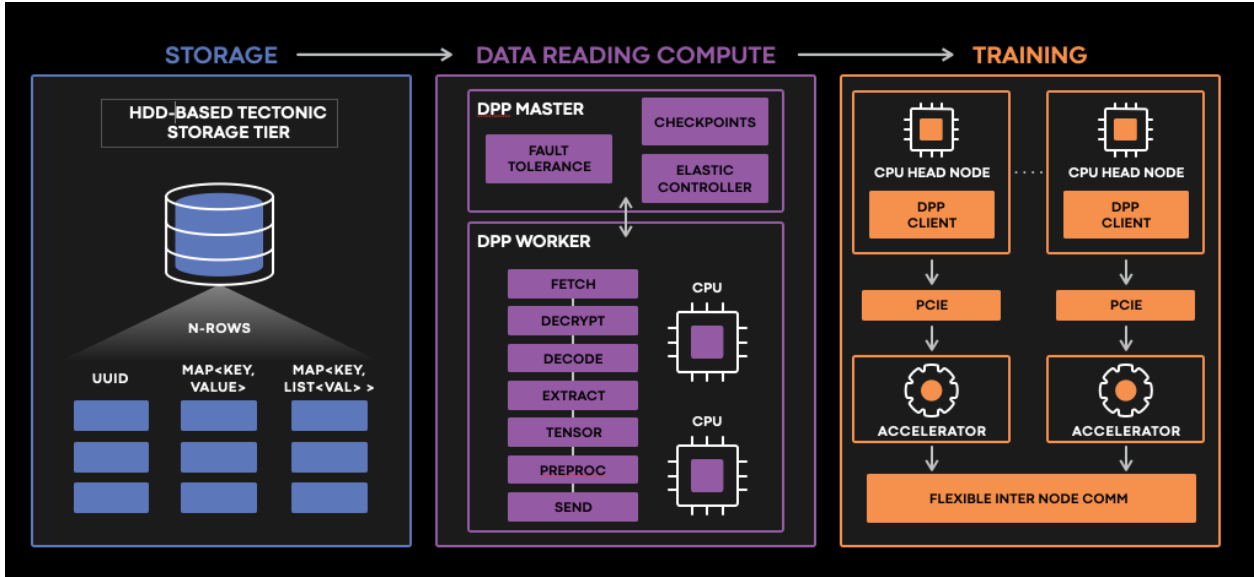 STORAGE
DATA READING COMPUTE
TRAINING
HDD-BASED TECTONIC
STORAGE TIER
N-ROWS
UUID
MAP<KEY,
VALUE>
MAP<KEY,
LIST<VAL> >
DPP MASTER
FAULT
TOLERANCE
CHECKPOINTS
ELASTIC
CONTROLLER
DPP WORKER
FETCH
DECRYPT
DECODE
EXTRACT
TENSOR
PREPROC
SEND
CPU
CPU
CPU HEAD NODE
DPP
CLIENT
PCIE
ACCELERATOR
CPU HEAD NODE
DPP
CLIENT
PCIE
ACCELERATOR
FLEXIBLE INTER NODE COMM